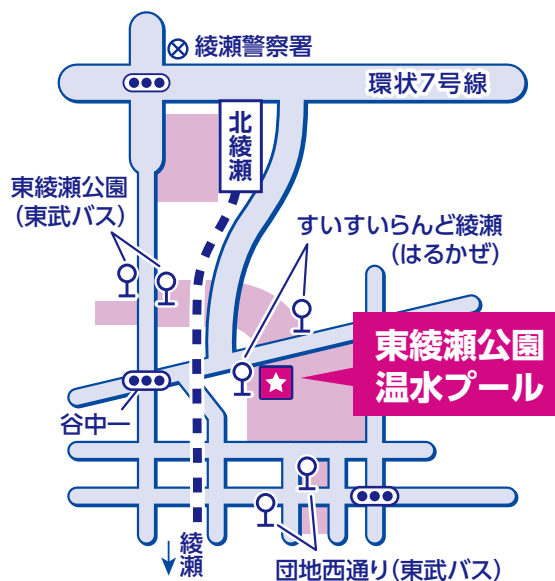 綾瀬警察署
環状7号線
北綾瀬
東綾瀬公園
(東武バス)
すいすいらんど綾瀬
(はるかぜ)
東綾瀬公園
温水プール
谷中一
↓綾瀬
団地西通り(東武バス)